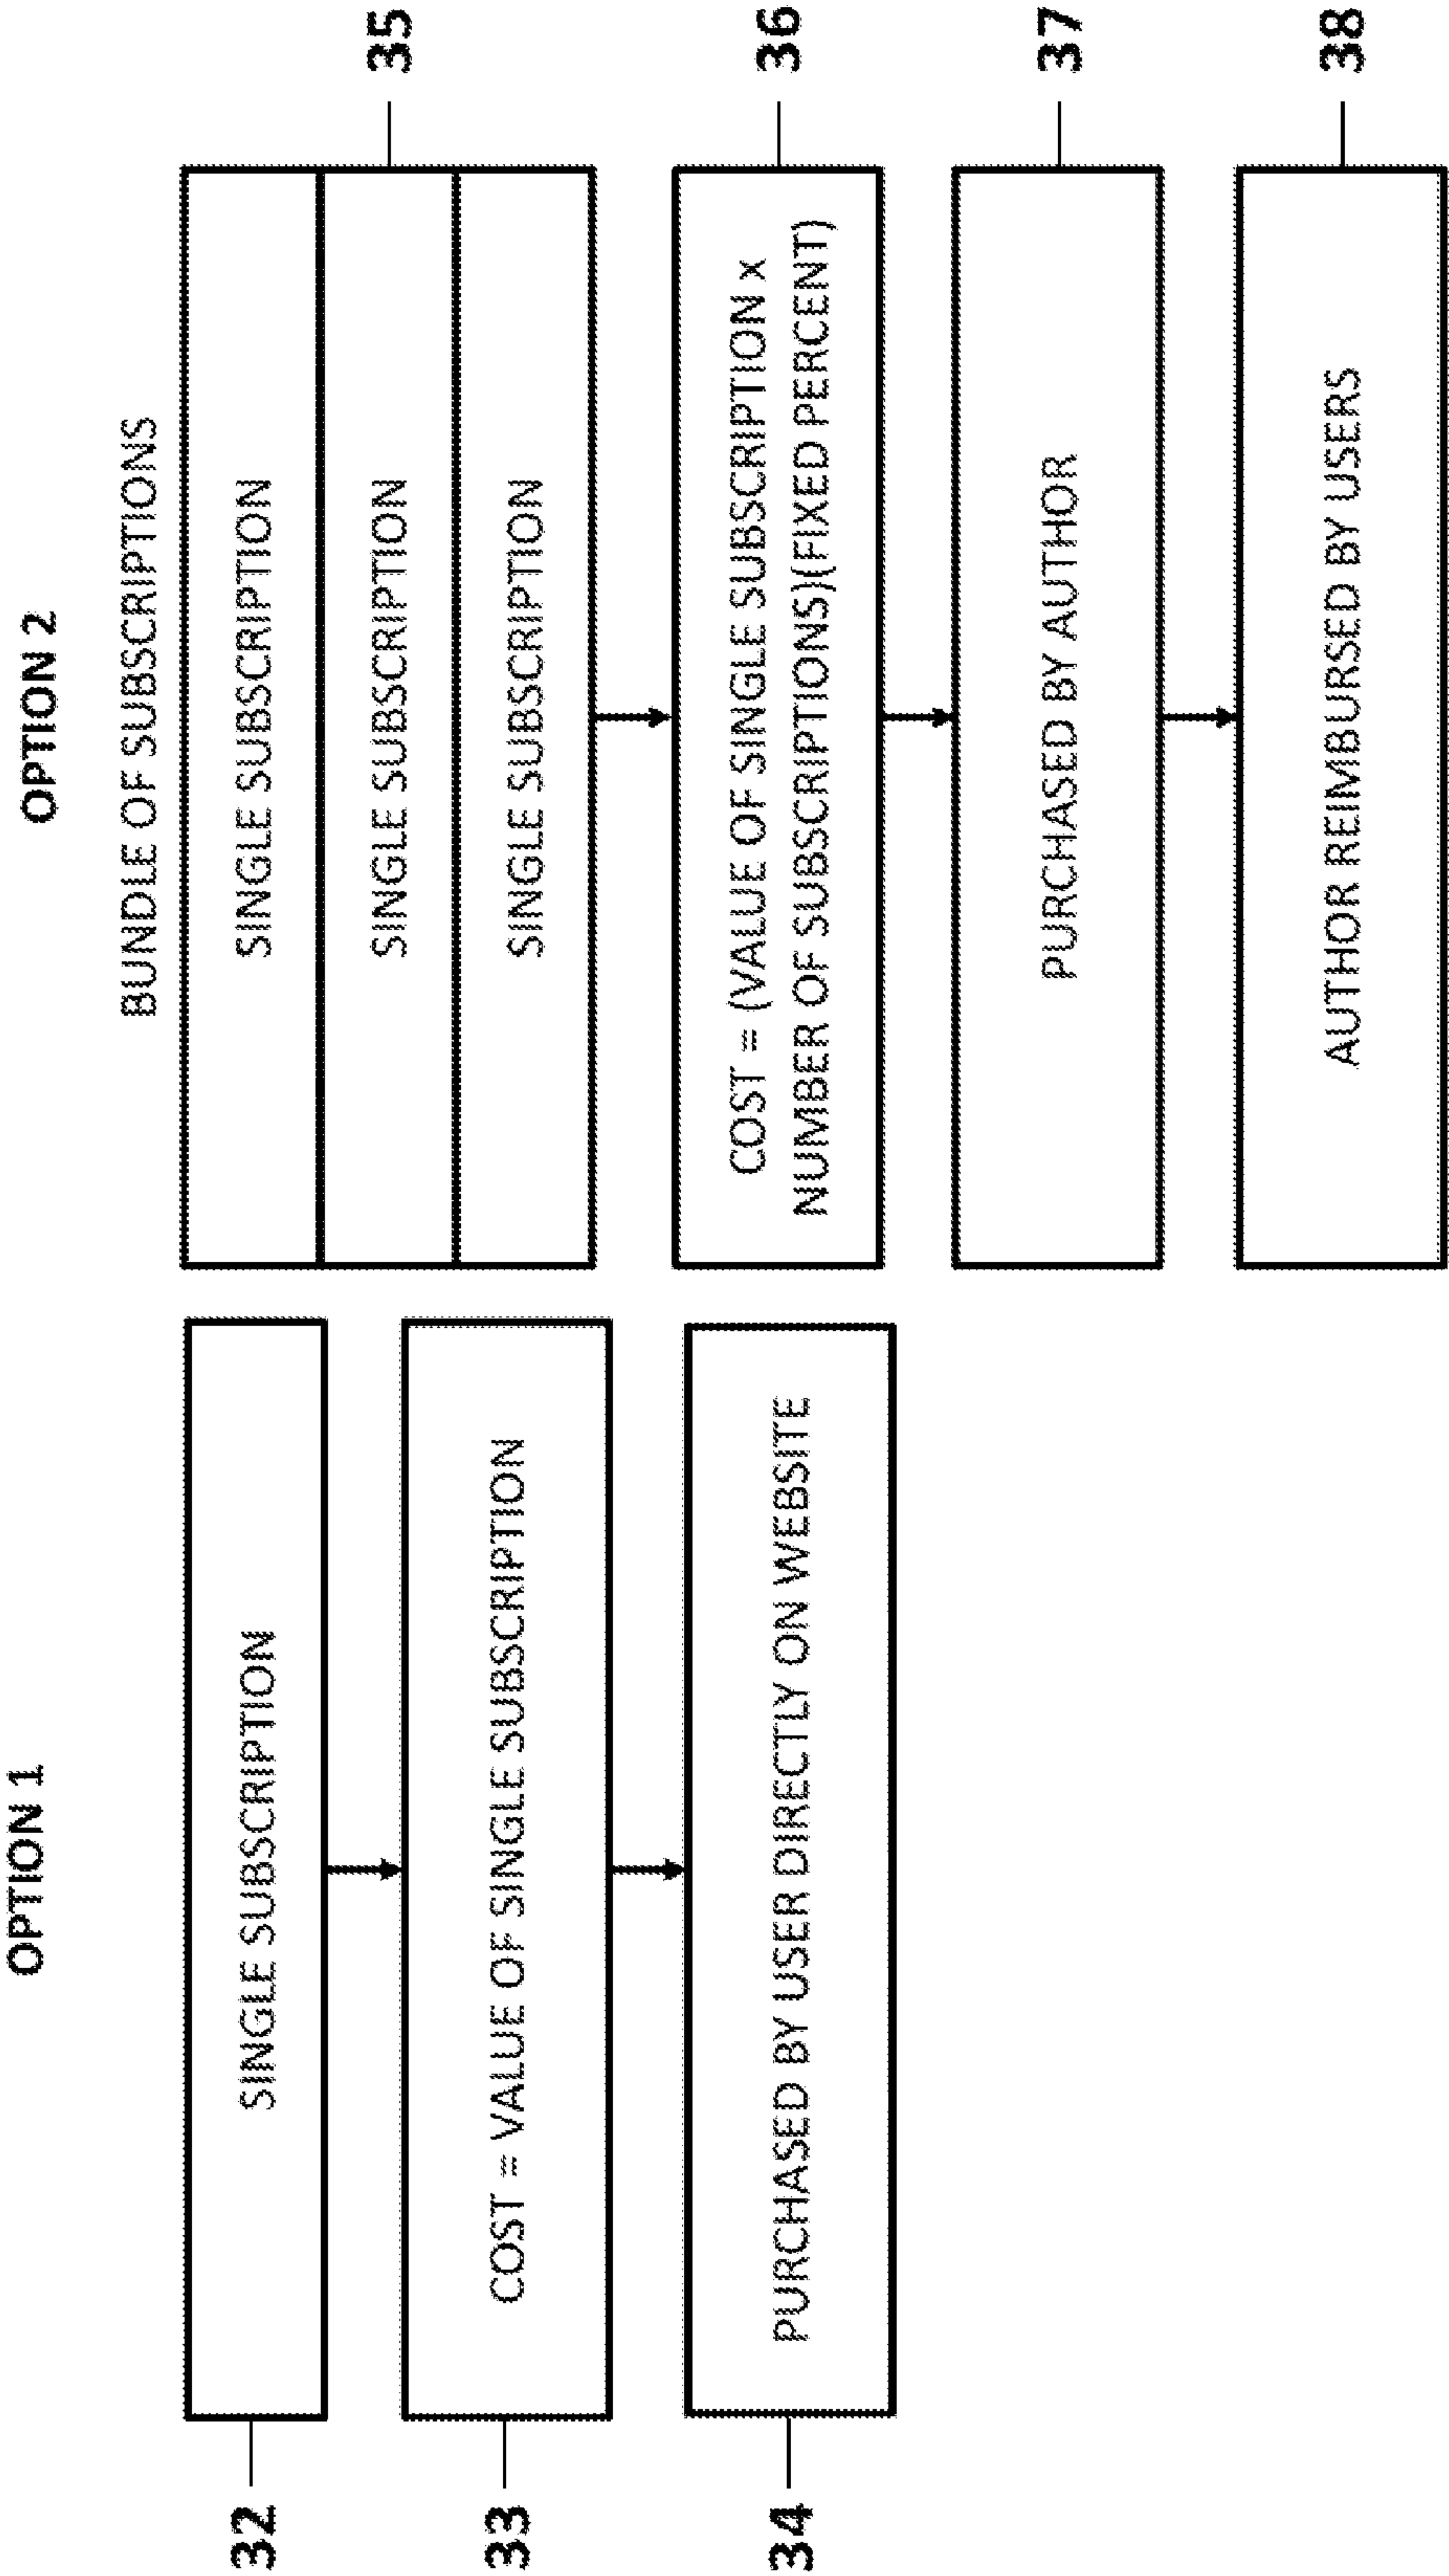 OPTION 1
32
SINGLE SUBSCRIPTION
33
COST = VALUE OF SINGLE SUBSCRIPTION
34
PURCHASED BY USER DIRECTLY ON WEBSITE
OPTION 2
BUNDLE OF SUBSCRIPTIONS
SINGLE SUBSCRIPTION
SINGLE SUBSCRIPTION
35
SINGLE SUBSCRIPTION
COST = (VALUE OF SINGLE SUBSCRIPTION x
NUMBER OF SUBSCRIPTIONS)(FIXED PERCENT)
36
PURCHASED BY AUTHOR
37
AUTHOR REIMBURSED BY USERS
38